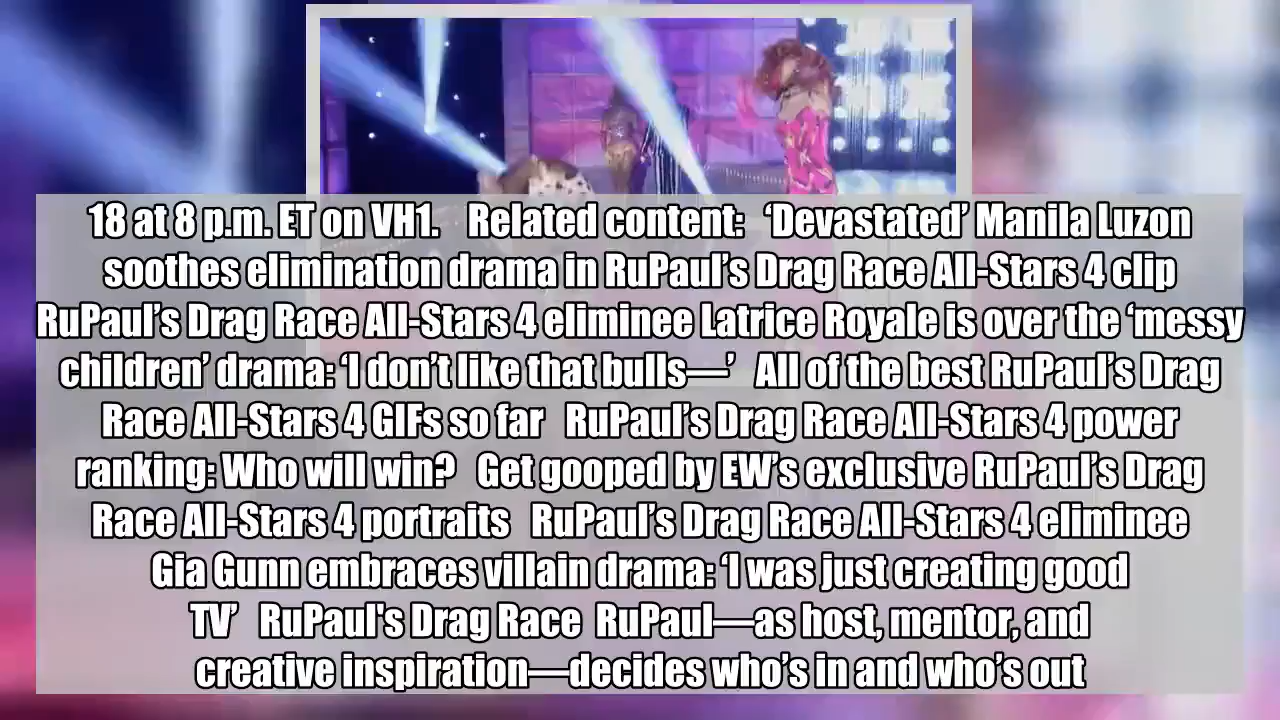 18 at 8 p.m. ET on VH1.    Related content:   ‘Devastated’ Manila Luzon
soothes elimination drama in RuPaul’s Drag Race All-Stars 4 clip
RuPaul’s Drag Race All-Stars 4 eliminee Latrice Royale is over the ‘messy
children’ drama: ‘I don’t like that bulls—’   All of the best RuPaul’s Drag
Race All-Stars 4 GIFs so far   RuPaul’s Drag Race All-Stars 4 power
ranking: Who will win?   Get gooped by EW’s exclusive RuPaul’s Drag
Race All-Stars 4 portraits   RuPaul’s Drag Race All-Stars 4 eliminee
Gia Gunn embraces villain drama: ‘I was just creating good
TV’   RuPaul's Drag Race  RuPaul—as host, mentor, and
creative inspiration—decides who’s in and who’s out